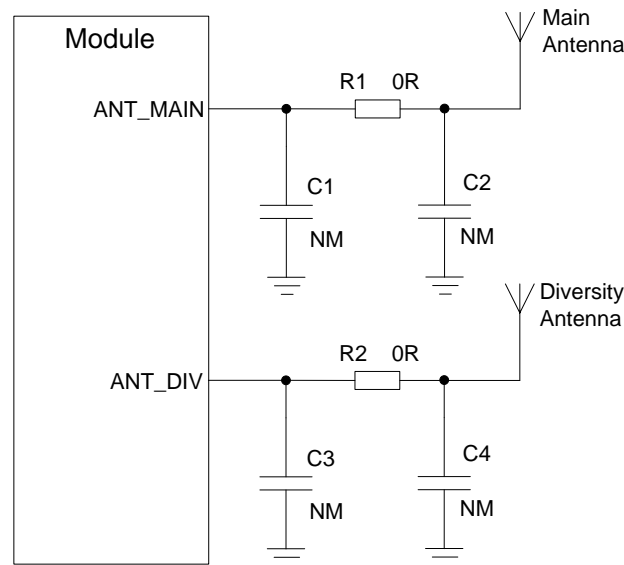 Module
Main
Antenna
R1 0R
ANT_MAIN
C1
C2
NM
NM
Diversity
Antenna
R2 0R
ANT_DIV
C3
C4
NM
NM